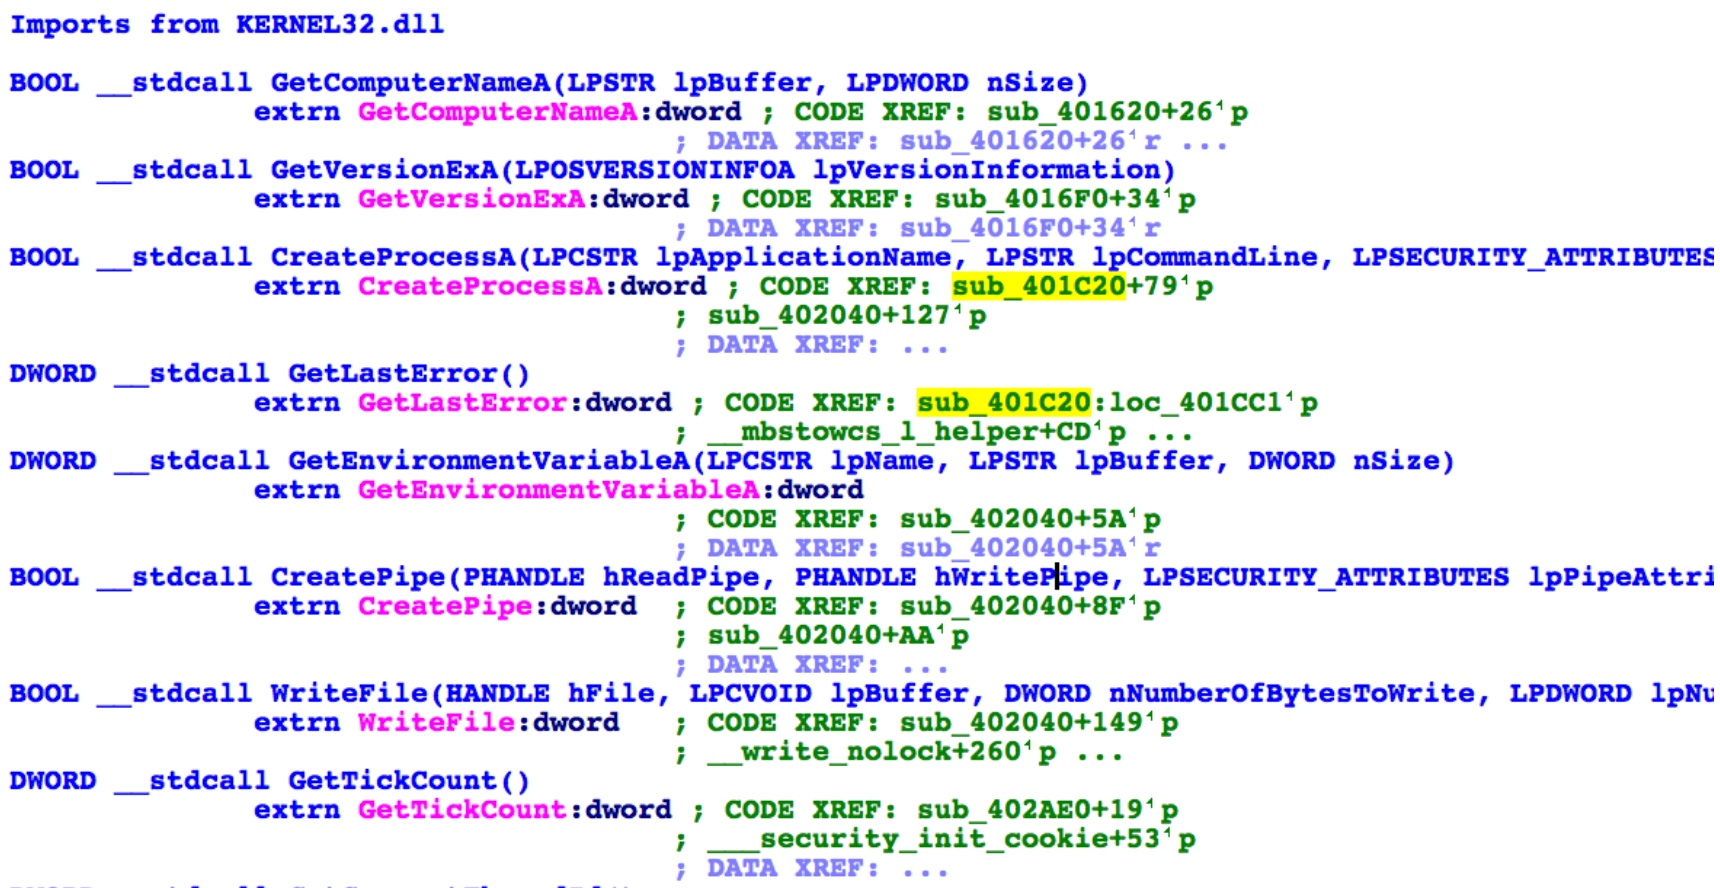 Imports from KERNEL32.dll
BOOL __stdcall GetComputerNameA(LPSTR lpBuffer, LPDWORD nSize)
extrn GetComputerNameA:dword ; CODE XREF: sub_401620+26↑p
; DATA XREF: sub_401620+26↑r ...
BOOL __stdcall GetVersionExA(LPOSVERSIONINFOA lpVersionInformation)
extrn GetVersionExA:dword ; CODE XREF: sub_4016F0+34↑p
; DATA XREF: sub_4016F0+34↑r
BOOL __stdcall CreateProcessA(LPCSTR lpApplicationName, LPSTR lpCommandLine, LPSECURITY_ATTRIBUTES
extrn CreateProcessA:dword ; CODE XREF: sub_401C20+79↑p
; sub_402040+127↑p
; DATA XREF: ...
DWORD __stdcall GetLastError()
extrn GetLastError:dword ; CODE XREF: sub_401C20:loc_401CC1↑p
; __mbstowcs_l_helper+CD↑p ...
DWORD __stdcall GetEnvironmentVariableA(LPCSTR lpName, LPSTR lpBuffer, DWORD nSize)
extrn GetEnvironmentVariableA:dword
; CODE XREF: sub_402040+5A↑p
; DATA XREF: sub_402040+5A↑r
BOOL __stdcall CreatePipe(PHANDLE hReadPipe, PHANDLE hWritePipe, LPSECURITY_ATTRIBUTES lpPipeAttri
extrn CreatePipe:dword ; CODE XREF: sub_402040+8F↑p
; sub_402040+AA↑p
; DATA XREF: ...
BOOL __stdcall WriteFile(HANDLE hFile, LPCVOID lpBuffer, DWORD nNumberOfBytesToWrite, LPDWORD lpNu
extrn WriteFile:dword ; CODE XREF: sub_402040+149↑p
; __write_nolock+260↑p ...
DWORD __stdcall GetTickCount()
extrn GetTickCount:dword ; CODE XREF: sub_402AE0+19↑p
; ___security_init_cookie+53↑p
; DATA XREF: ...